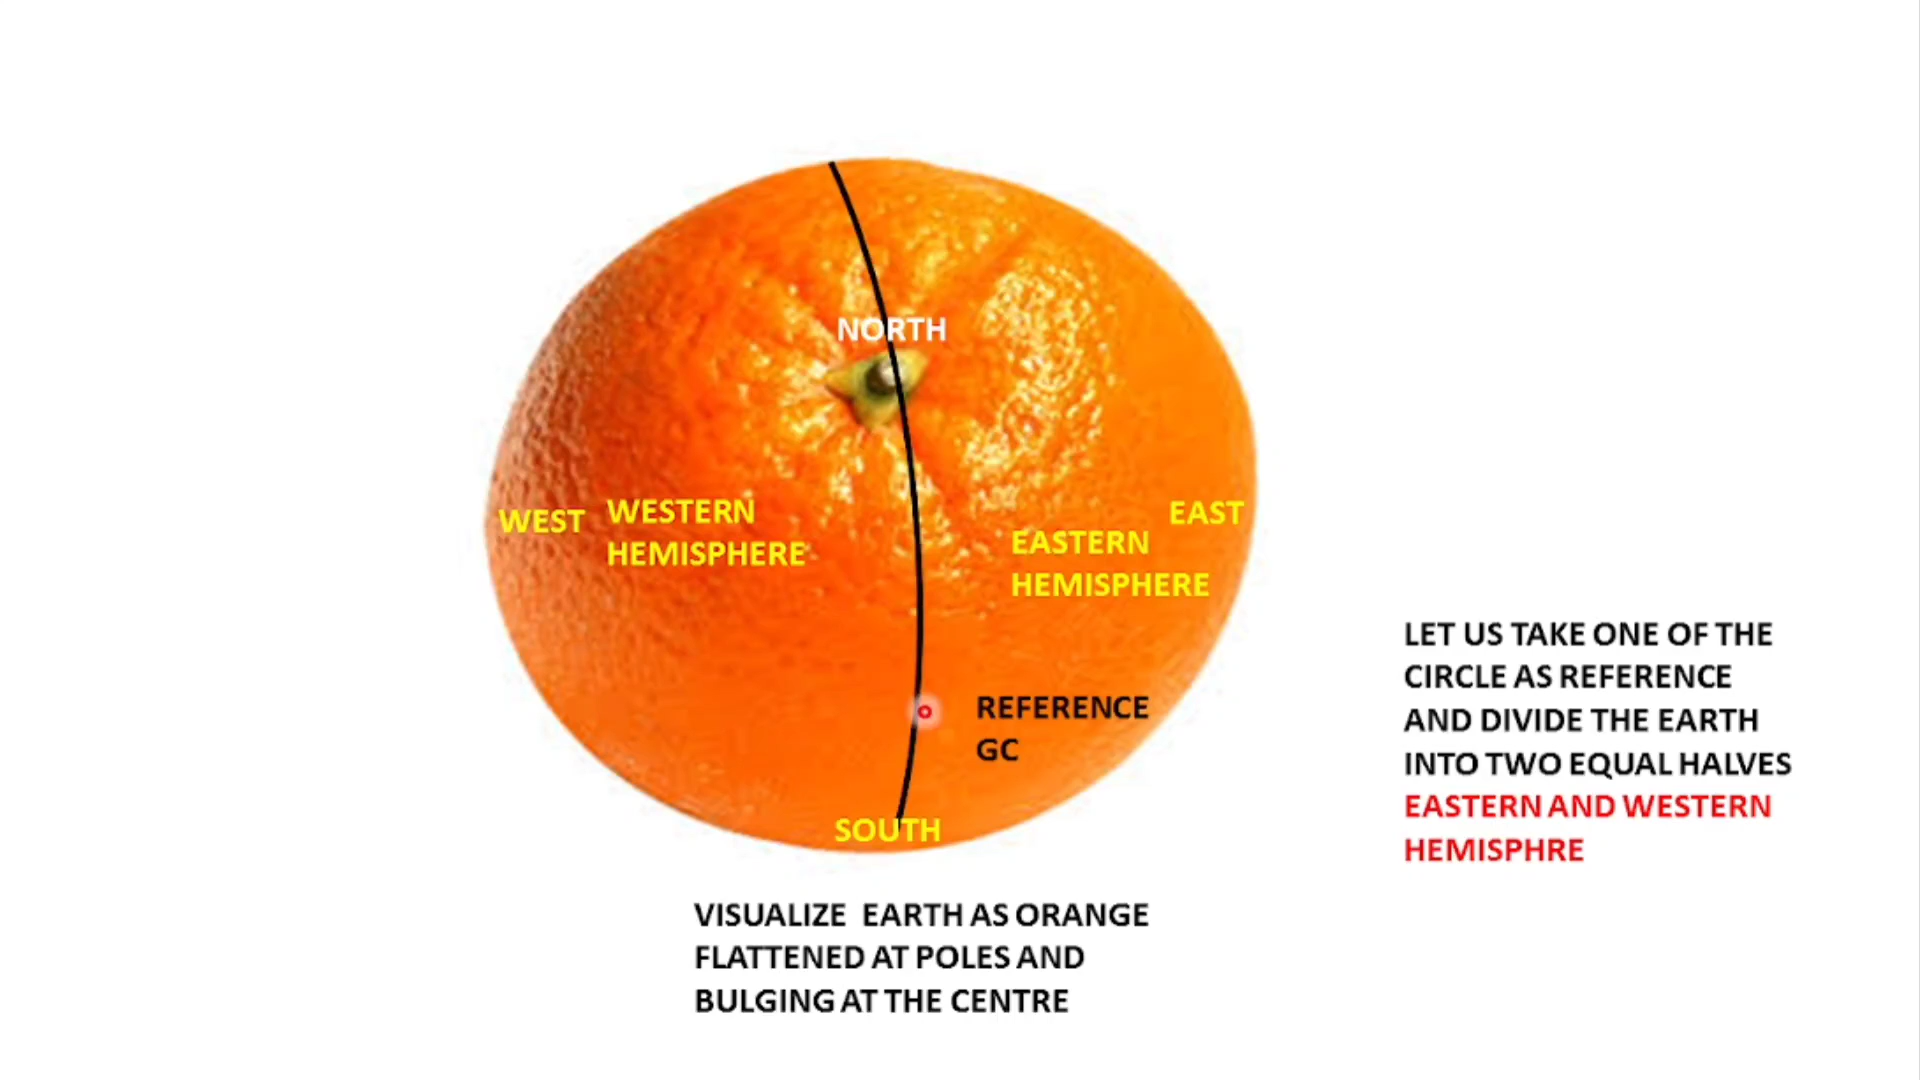 NORTH
WEST
WESTERN
HEMISPHERE
EAST
EASTERN
HEMISPHERE
REFERENCE
GC
SOUTH
LET US TAKE ONE OF THE
CIRCLE AS REFERENCE
AND DIVIDE THE EARTH
INTO TWO EQUAL HALVES
EASTERN AND WESTERN
HEMISPHRE
VISUALIZE EARTH AS ORANGE
FLATTENED AT POLES AND
BULGING AT THE CENTRE